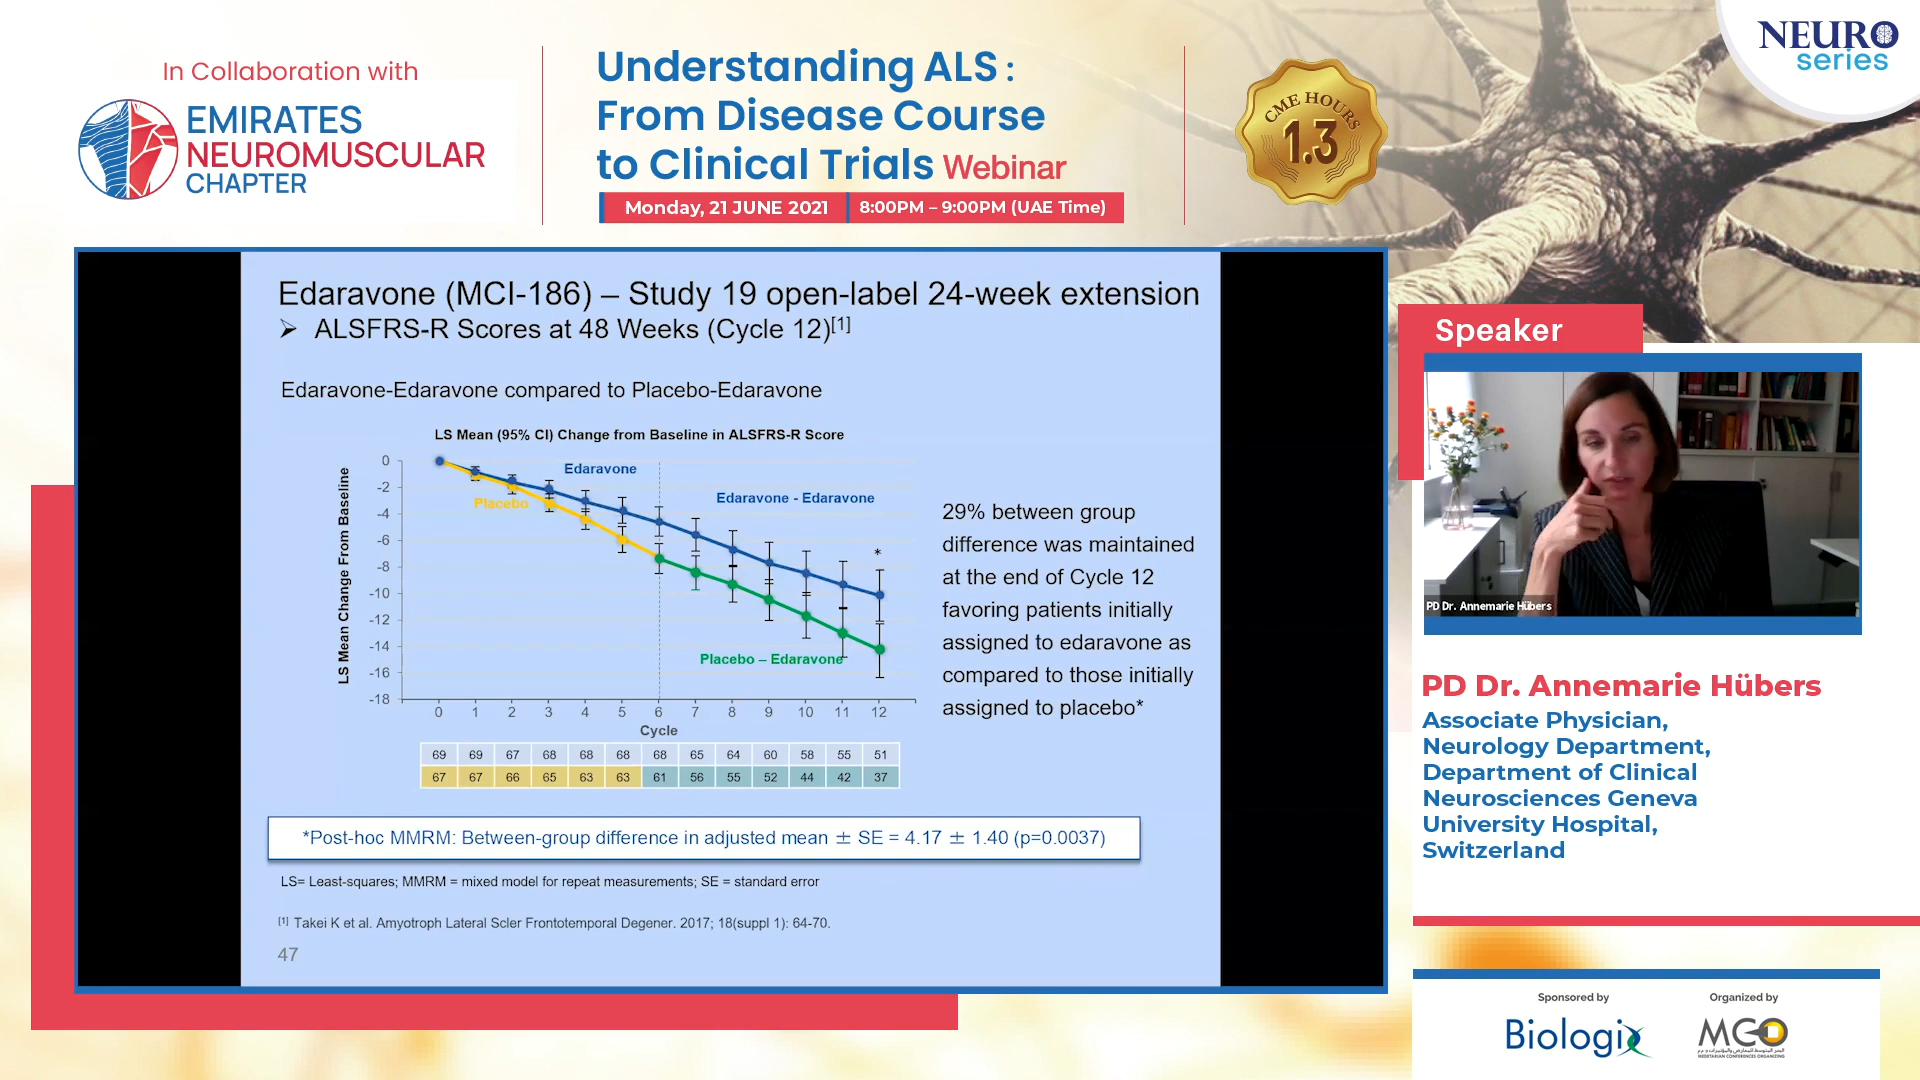 In Collaboration with
EMIRATES
NEUROMUSCULAR
CHAPTER
Understanding ALS :
From Disease Course
to Clinical Trials Webinar
Monday, 21 JUNE 2021
8:00PM – 9:00PM (UAE Time)
CME HOURS
1.3
NEURO
series
Edaravone (MCI-186) – Study 19 open-label 24-week extension
➢ ALSFRS-R Scores at 48 Weeks (Cycle 12)[1]
Edaravone-Edaravone compared to Placebo-Edaravone
LS Mean (95% CI) Change from Baseline in ALSFRS-R Score
LS Mean Change From Baseline
0
-2
-4
-6
-8
-10
-12
-14
-16
-18
Edaravone
Placebo
Edaravone - Edaravone
*
Placebo – Edaravone
0 1 2 3 4 5 6 7 8 9 10 11 12
Cycle
69 69 67 68 68 68 68 65 64 60 58 55 51
67 67 66 65 63 63 61 56 55 52 44 42 37
29% between group
difference was maintained
at the end of Cycle 12
favoring patients initially
assigned to edaravone as
compared to those initially
assigned to placebo*
*Post-hoc MMRM: Between-group difference in adjusted mean ± SE = 4.17 ± 1.40 (p=0.0037)
LS= Least-squares; MMRM = mixed model for repeat measurements; SE = standard error
[1] Takei K et al. Amyotroph Lateral Scler Frontotemporal Degener. 2017; 18(suppl 1): 64-70.
47
Speaker
PD Dr. Annemarie Hübers
PD Dr. Annemarie Hübers
Associate Physician,
Neurology Department,
Department of Clinical
Neurosciences Geneva
University Hospital,
Switzerland
Sponsored by
Biologix
Organized by
MCO